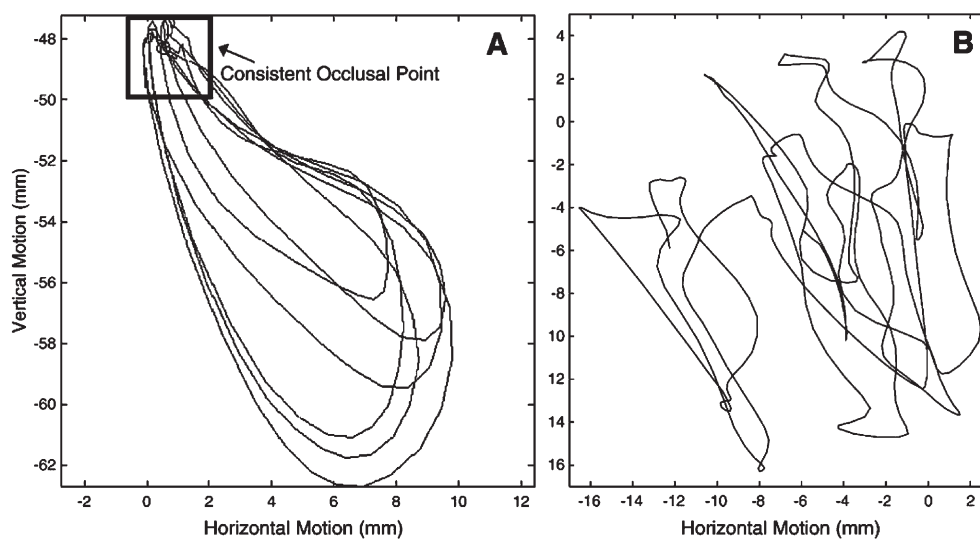 A
Consistent Occlusal Point
-48
-50
-52
-54
-56
-58
-60
-62
Vertical Motion (mm)
-2 0 2 4 6 8 10 12
Horizontal Motion (mm)
B
4
2
0
-2
-4
-6
-8
10
12
14
16
-16 -14 -12 -10 -8 -6 -4 -2 0 2
Horizontal Motion (mm)